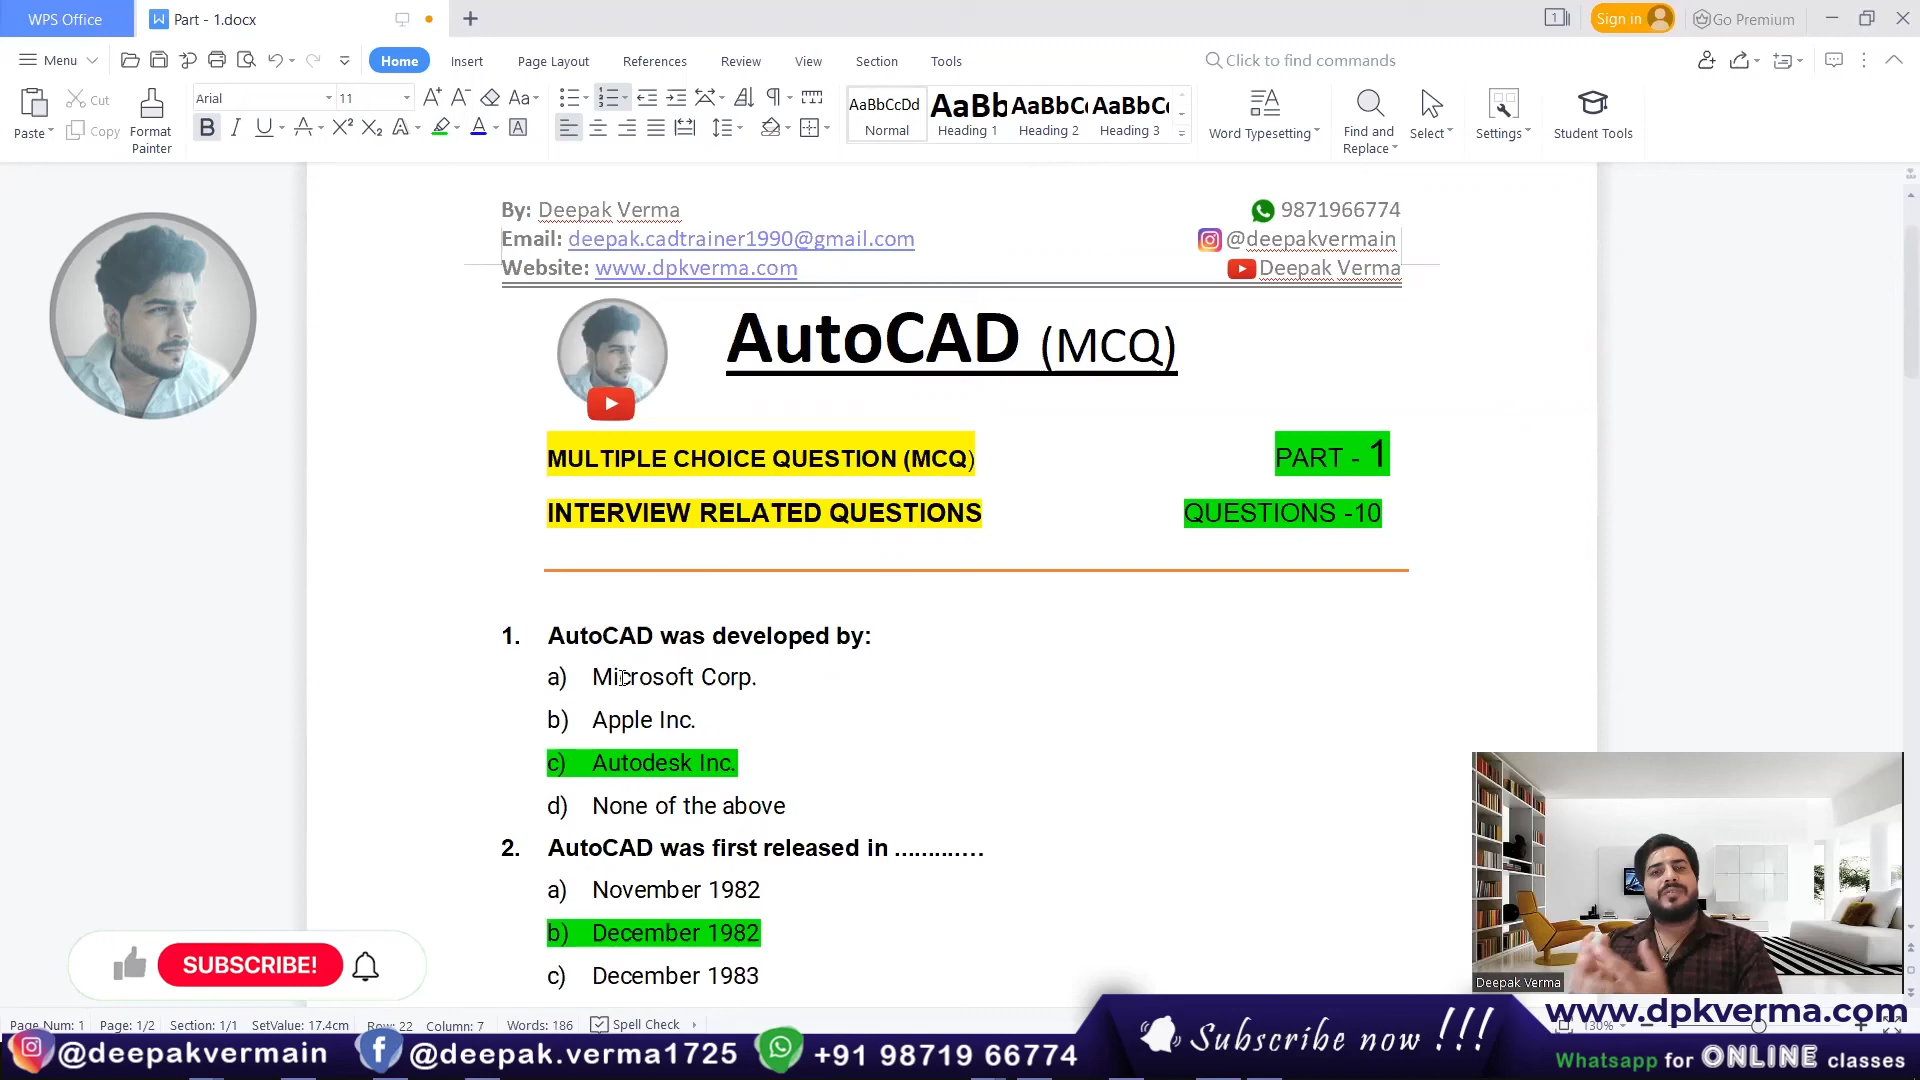 WPS Office
Part - 1.docx
Sign in
Go Premium
Menu
Home
Insert
Page Layout
References
Review
View
Section
Tools
Click to find commands
Paste
Cut
Copy
Format
Painter
Arial
11
AaBbCcDd
Normal
AaBb
Heading 1
AaBbC
Heading 2
AaBbC
Heading 3
Word Typesetting
Find and
Replace
Select
Settings
Student Tools
By: Deepak Verma
9871966774
Email: deepak.cadtrainer1990@gmail.com
@deepakvermain
Website: www.dpkverma.com
Deepak Verma
AutoCAD (MCQ)
MULTIPLE CHOICE QUESTION (MCQ)
PART - 1
INTERVIEW RELATED QUESTIONS
QUESTIONS -10
1. AutoCAD was developed by:
a) Microsoft Corp.
b) Apple Inc.
c) Autodesk Inc.
d) None of the above
2. AutoCAD was first released in .............
a) November 1982
b) December 1982
c) December 1983
SUBSCRIBE!
Deepak Verma
Page Num: 1
Page: 1/2
Section: 1/1
SetValue: 17.4cm
Row: 22
Column: 7
Words: 186
Spell Check
130%
www.dpkverma.com
@deepakvermain
@deepak.verma1725
+91 98719 66774
Subscribe now !!!
Whatsapp for ONLINE classes